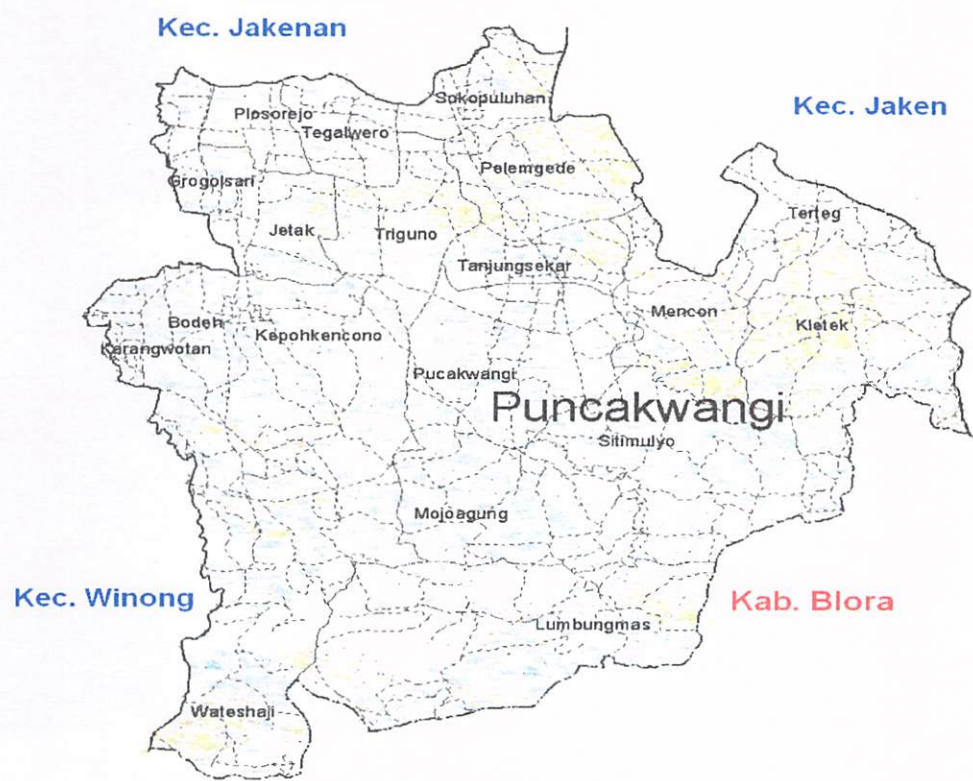 Kec. Jakenan
Sokopuluhan
Kec. Jaken
Plosorejo
Tegalwero
Pelemgede
Grogolsari
Terteg
Jetak
Triguno
Tanjungsekar
Mencon
Bodeh
Kletek
Kepohkencono
Karangwotan
Pucakwangi
Puncakwangi
Sitimulyo
Mojoagung
Kec. Winong
Kab. Blora
Lumbungmas
Wateshaji